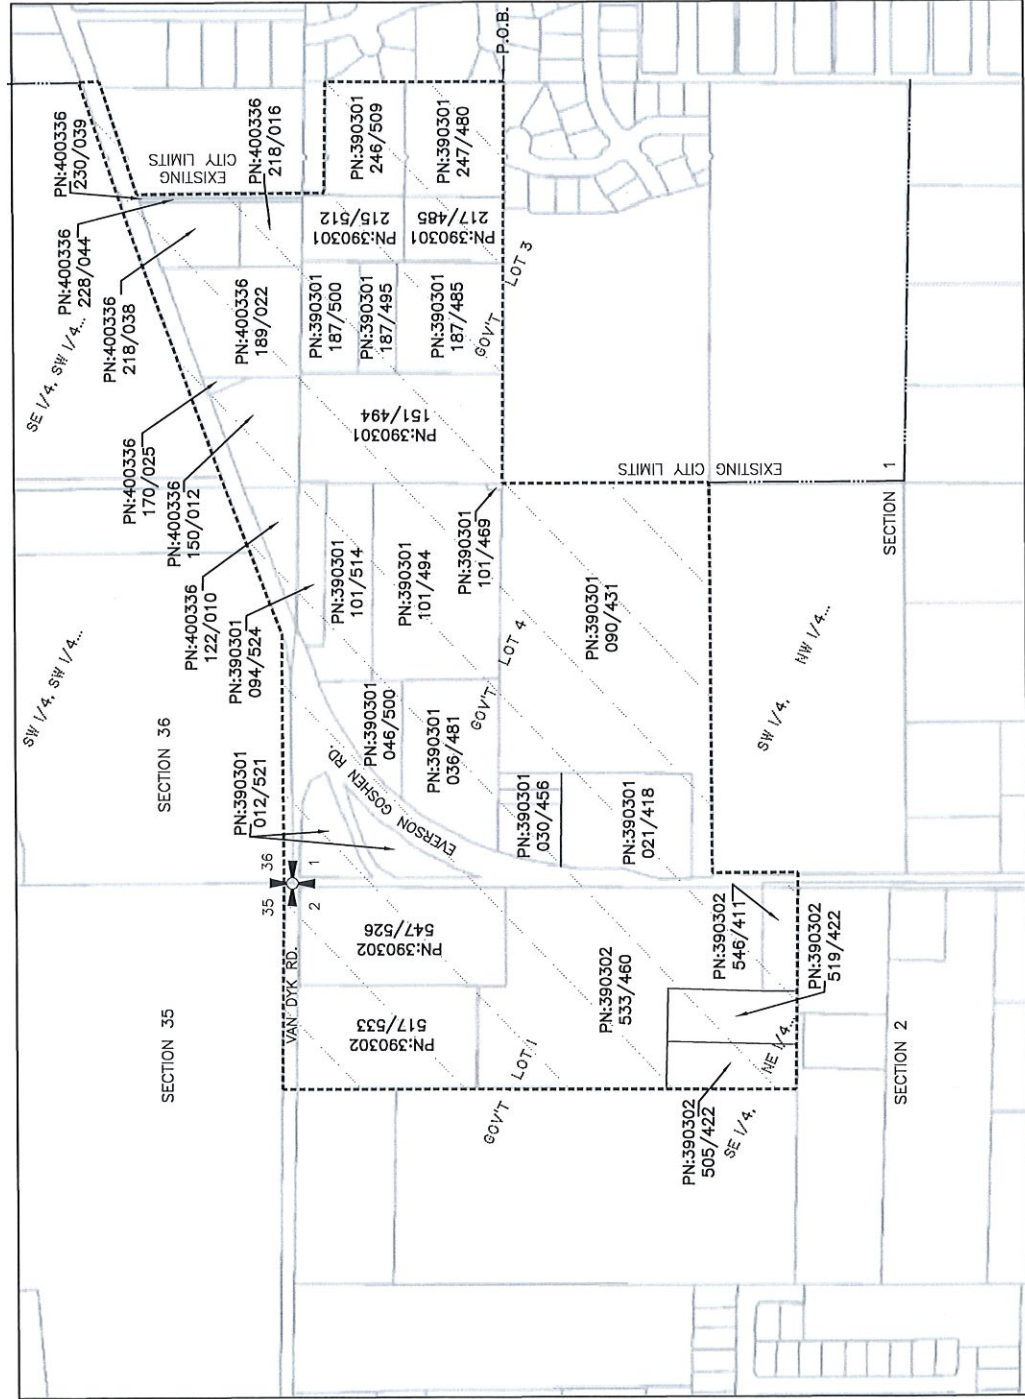 SECTION 35
SECTION 36
SW 1/4, SW 1/4...
SE 1/4, SW 1/4...
VAN DYK RD.
35
36
2
1
EVERSON GOSHEN RD.
PN:390302
517/533
PN:390302
547/526
PN:390302
533/460
PN:390302
505/422
PN:390302
519/422
PN:390302
546/411
GOV'T LOT 1
SE 1/4, NE 1/4...
SECTION 2
PN:390301
012/521
PN:390301
094/524
PN:400336
122/010
PN:400336
150/012
PN:400336
170/025
PN:400336
218/038
PN:400336
228/044
PN:400336
230/039
EXISTING
CITY LIMITS
PN:400336
218/016
PN:400336
189/022
PN:390301
046/500
PN:390301
036/481
PN:390301
101/514
PN:390301
101/494
PN:390301
101/469
PN:390301
151/494
PN:390301
187/500
PN:390301
187/495
PN:390301
187/485
PN:390301
215/512
PN:390301
217/485
PN:390301
246/509
PN:390301
247/480
P.O.B.
GOV'T LOT 3
GOV'T LOT 4
PN:390301
030/456
PN:390301
021/418
PN:390301
090/431
EXISTING CITY LIMITS
SW 1/4, NW 1/4...
SECTION 1